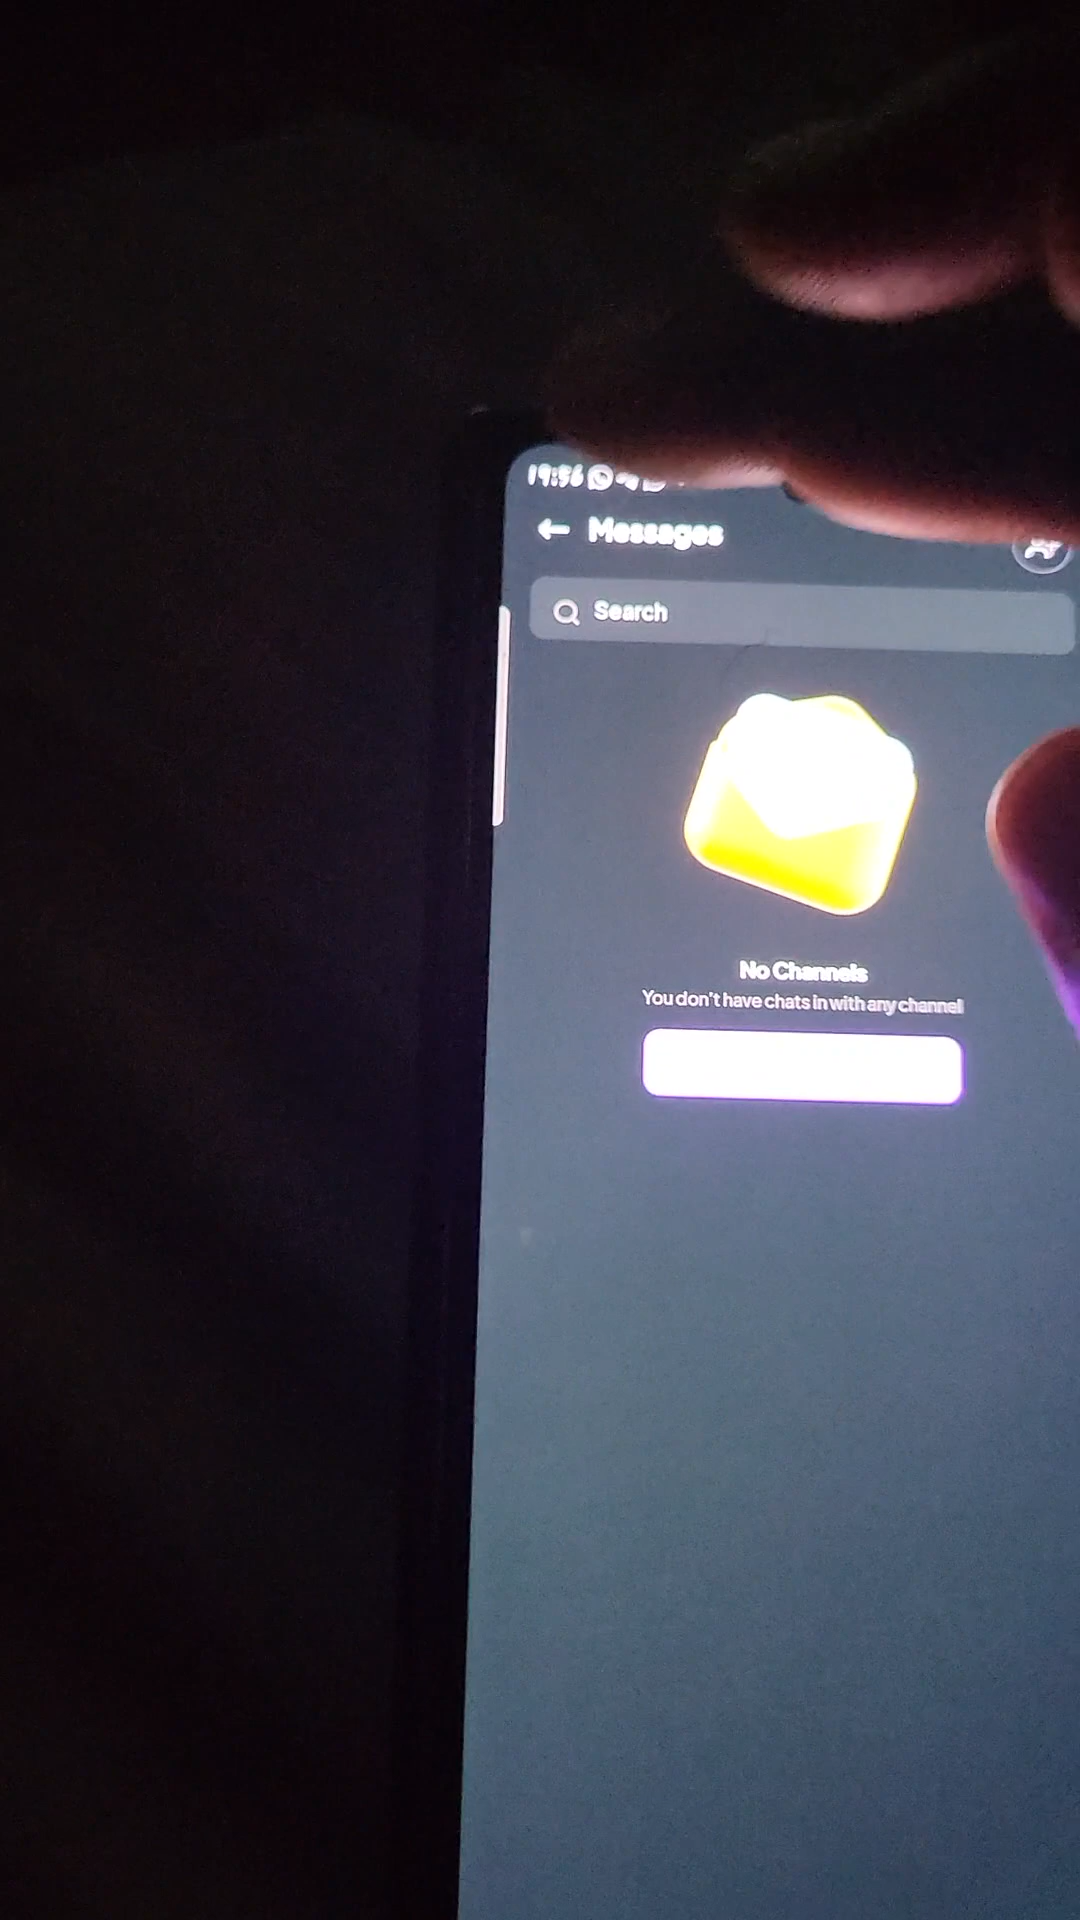 19:56
Messages
Search
No Channels
You don't have chats in with any channel